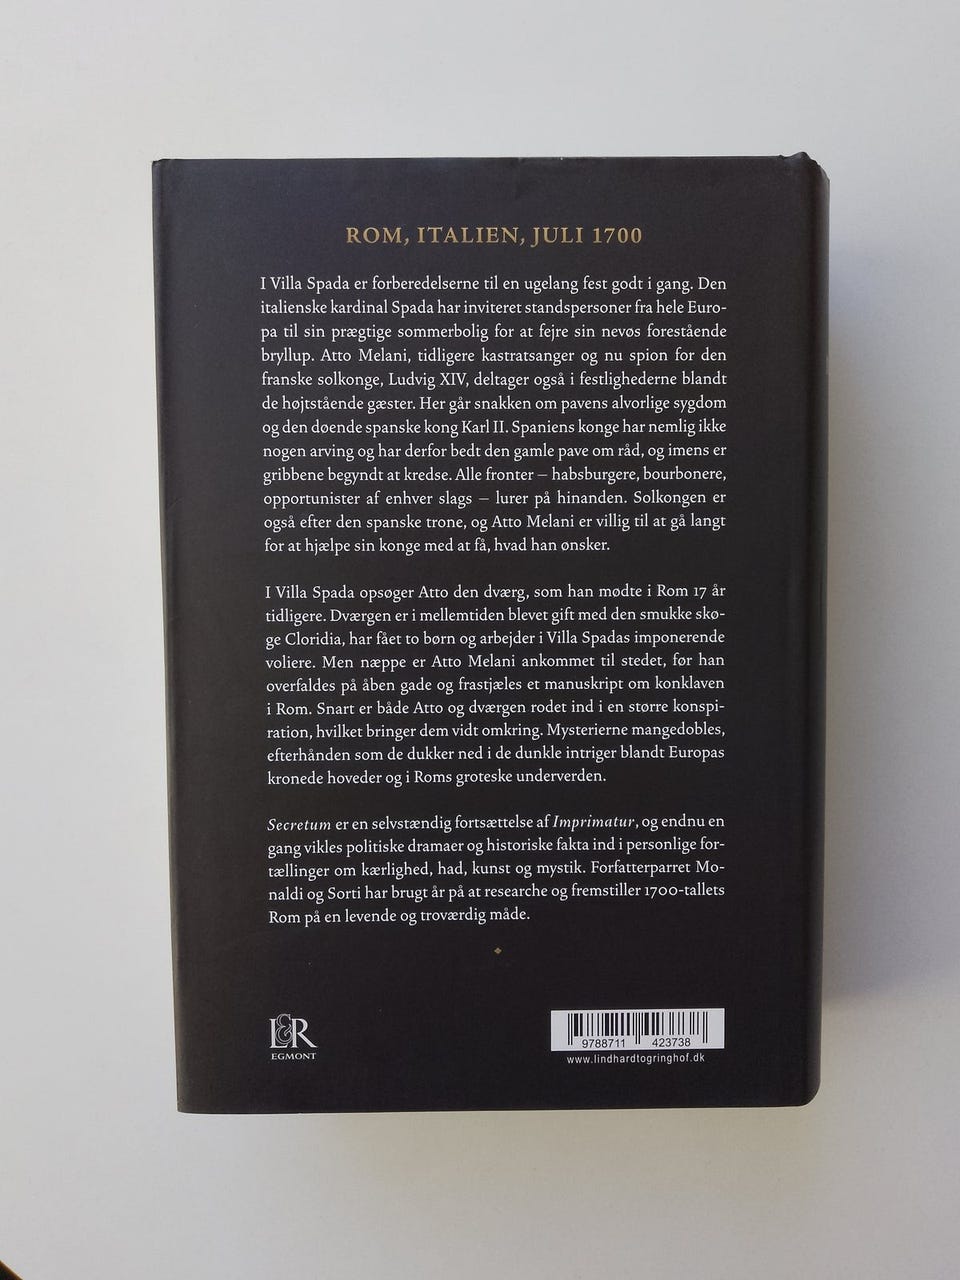 ROM, ITALIEN, JULI 1700
I Villa Spada er forberedelserne til en ugelang fest godt i gang. Den
italienske kardinal Spada har inviteret standspersoner fra hele Euro-
pa til sin prægtige sommerbolig for at fejre sin nevøs forestående
bryllup. Atto Melani, tidligere kastratsanger og nu spion for den
franske solkonge, Ludvig XIV, deltager også i festlighederne blandt
de højtstående gæster. Her går snakken om pavens alvorlige sygdom
og den døende spanske kong Karl II. Spaniens konge har nemlig ikke
nogen arving og har derfor bedt den gamle pave om råd, og imens er
gribbene begyndt at kredse. Alle fronter – habsburgere, bourbonere,
opportunister af enhver slags – lurer på hinanden. Solkongen er
også efter den spanske trone, og Atto Melani er villig til at gå langt
for at hjælpe sin konge med at få, hvad han ønsker.
I Villa Spada opsøger Atto den dværg, som han mødte i Rom 17 år
tidligere. Dværgen er i mellemtiden blevet gift med den smukke skø-
ge Cloridia, har fået to børn og arbejder i Villa Spadas imponerende
voliere. Men næppe er Atto Melani ankommet til stedet, før han
overfaldes på åben gade og frastjæles et manuskript om konklaven
i Rom. Snart er både Atto og dværgen rodet ind i en større konspi-
ration, hvilket bringer dem vidt omkring. Mysterierne mangedobles,
efterhånden som de dukker ned i de dunkle intriger blandt Europas
kronede hoveder og i Roms groteske underverden.
Secretum er en selvstændig fortsættelse af Imprimatur, og endnu en
gang vikles politiske dramaer og historiske fakta ind i personlige for-
tællinger om kærlighed, had, kunst og mystik. Forfatterparret Mo-
naldi og Sorti har brugt år på at researche og fremstiller 1700-tallets
Rom på en levende og troværdig måde.
L&R
EGMONT
9788711 423738
www.lindhardtogringhof.dk